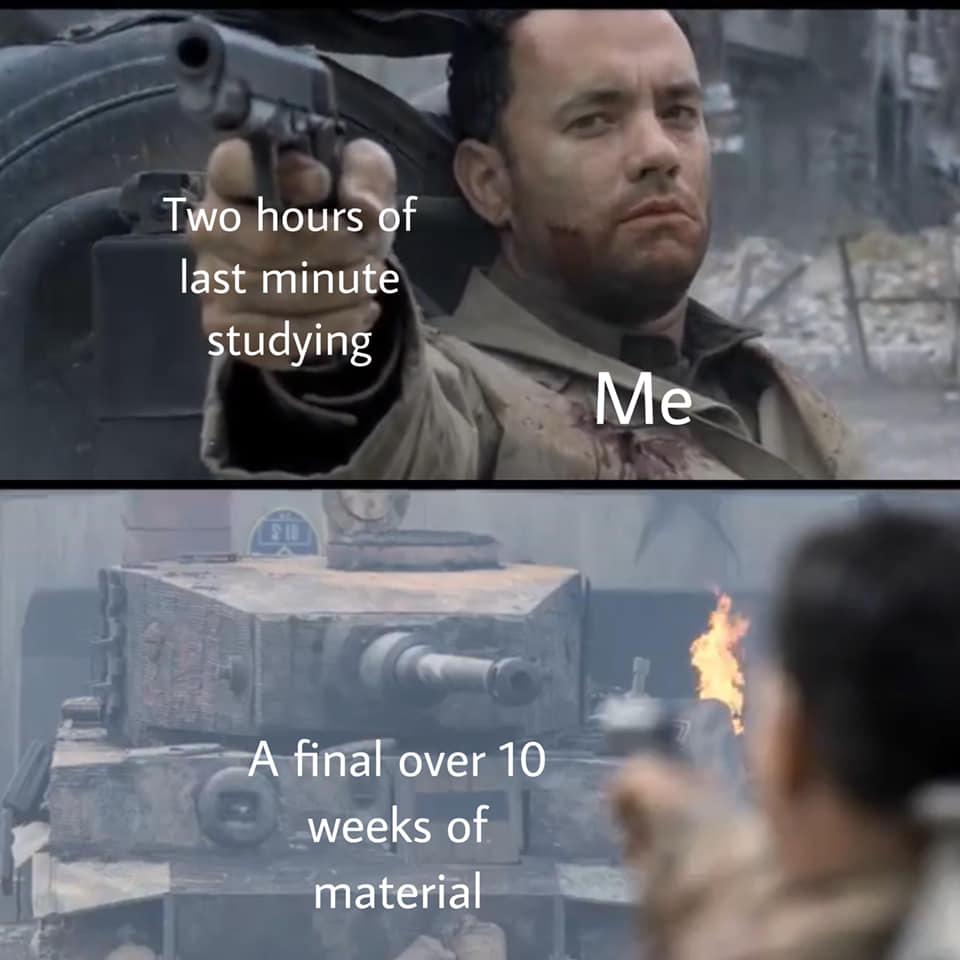 Two hours of
last minute
studying
Me
A final over 10
weeks of
material